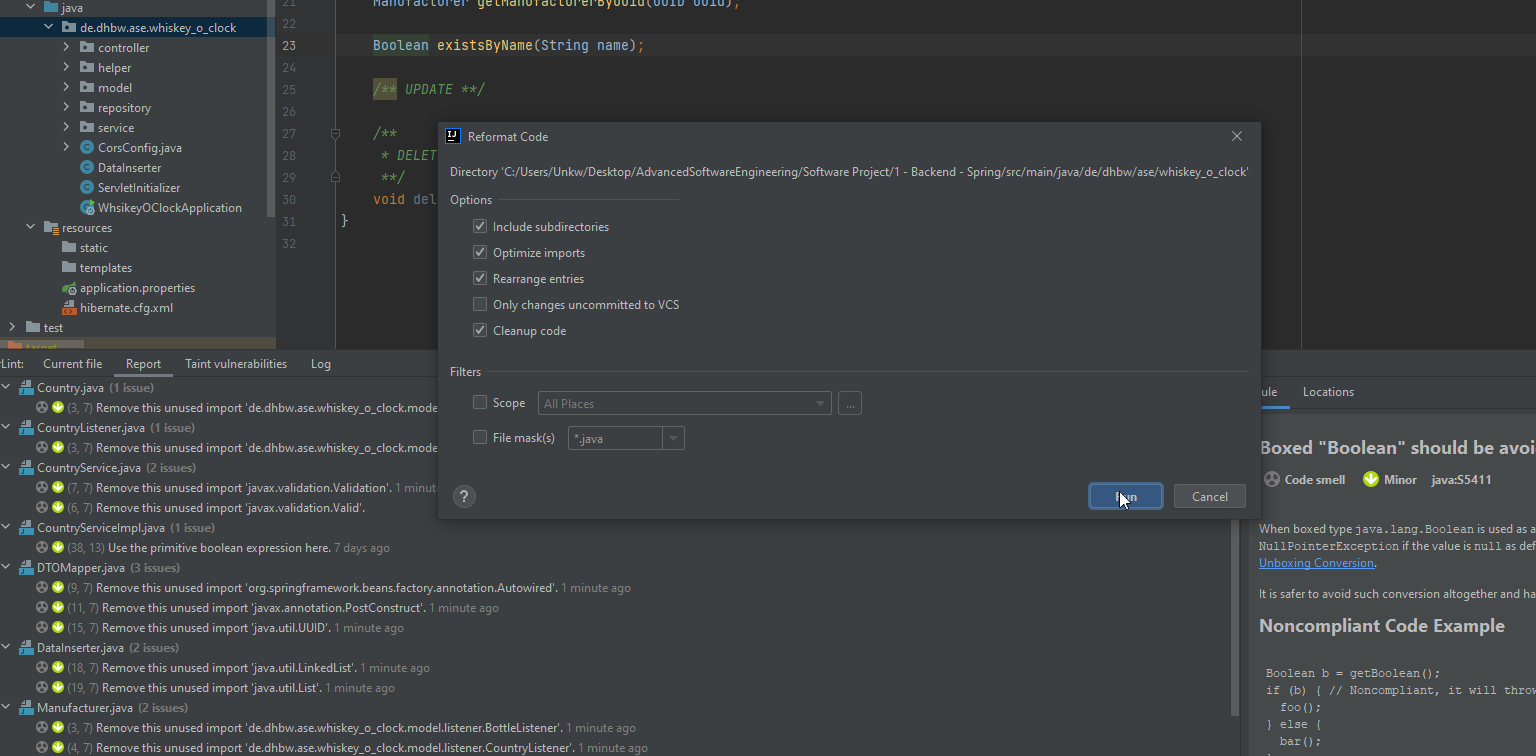 java
de.dhbw.ase.whiskey_o_clock
controller
helper
model
repository
service
CorsConfig.java
DataInserter
ServletInitializer
WhsikeyOClockApplication
resources
static
templates
application.properties
hibernate.cfg.xml
test
target
21 Manufacturer getManufacturerByUuid(UUID uuid);
22
23 Boolean existsByName(String name);
24
25 /** UPDATE **/
26
27 /**
28 * DELET
29 **/
30 void del
31 }
32
Reformat Code
Directory 'C:/Users/Unkw/Desktop/AdvancedSoftwareEngineering/Software Project/1 - Backend - Spring/src/main/java/de/dhbw/ase/whiskey_o_clock'
Options
Include subdirectories
Optimize imports
Rearrange entries
Only changes uncommitted to VCS
Cleanup code
Filters
Scope All Places ...
File mask(s) *.java
? Run Cancel
rLint: Current file Report Taint vulnerabilities Log
Country.java (1 issue)
(3, 7) Remove this unused import 'de.dhbw.ase.whiskey_o_clock.mode
CountryListener.java (1 issue)
(3, 7) Remove this unused import 'de.dhbw.ase.whiskey_o_clock.mode
CountryService.java (2 issues)
(7, 7) Remove this unused import 'javax.validation.Validation'. 1 minut
(6, 7) Remove this unused import 'javax.validation.Valid'.
CountryServiceImpl.java (1 issue)
(38, 13) Use the primitive boolean expression here. 7 days ago
DTOMapper.java (3 issues)
(9, 7) Remove this unused import 'org.springframework.beans.factory.annotation.Autowired'. 1 minute ago
(11, 7) Remove this unused import 'javax.annotation.PostConstruct'. 1 minute ago
(15, 7) Remove this unused import 'java.util.UUID'. 1 minute ago
DataInserter.java (2 issues)
(18, 7) Remove this unused import 'java.util.LinkedList'. 1 minute ago
(19, 7) Remove this unused import 'java.util.List'. 1 minute ago
Manufacturer.java (2 issues)
(3, 7) Remove this unused import 'de.dhbw.ase.whiskey_o_clock.model.listener.BottleListener'. 1 minute ago
(4, 7) Remove this unused import 'de.dhbw.ase.whiskey_o_clock.model.listener.CountryListener'. 1 minute ago
ule Locations
Boxed "Boolean" should be avoi
Code smell Minor java:S5411
When boxed type java.lang.Boolean is used as a
NullPointerException if the value is null as def
Unboxing Conversion.
It is safer to avoid such conversion altogether and ha
Noncompliant Code Example
Boolean b = getBoolean();
if (b) { // Noncompliant, it will throw
foo();
} else {
bar();